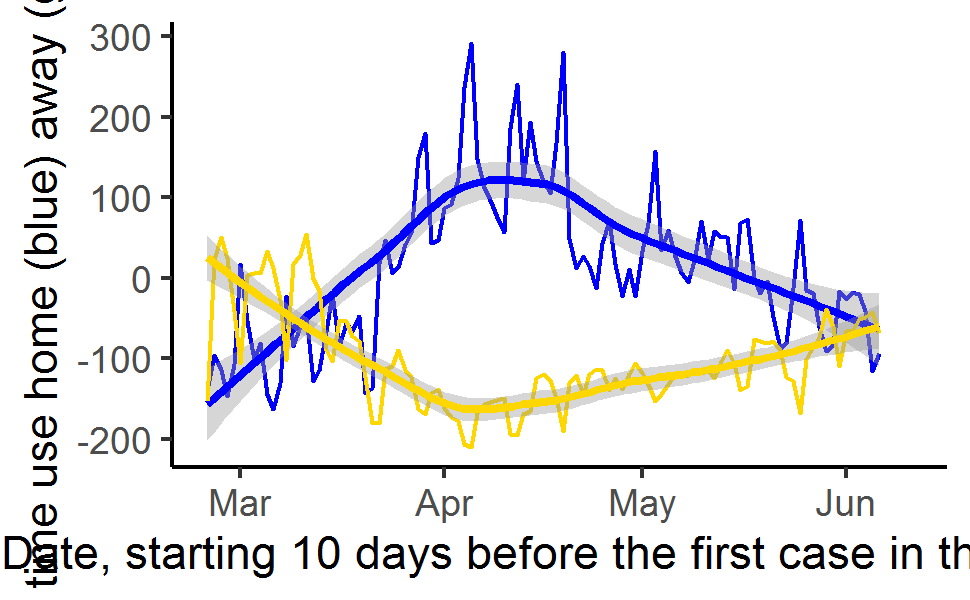 time use home (blue) away (
300
200
100
0
-100
-200
Mar Apr May Jun
Date, starting 10 days before the first case in th